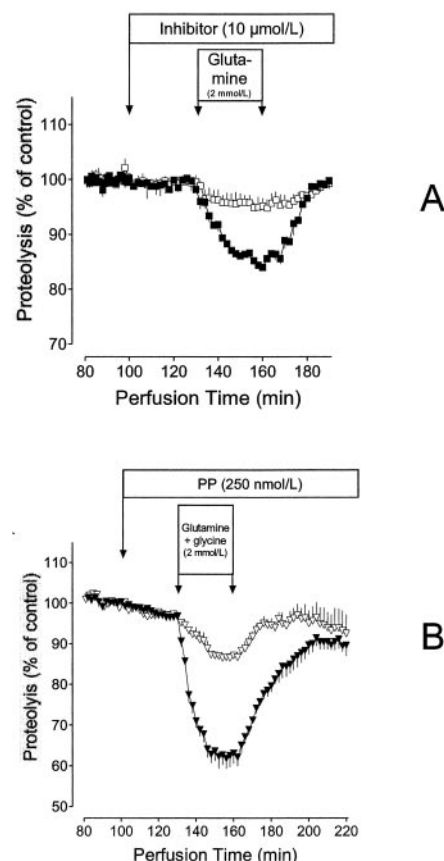 Inhibitor (10 µmol/L)
Gluta-
mine
(2 mmol/L)
Proteolysis (% of control)
110
100
90
80
70
80 100 120 140 160 180
Perfusion Time (min)
A
PP (250 nmol/L)
Glutamine
+ glycine
(2 mmol/L)
Proteolyis (% of control)
110
100
90
80
70
60
50
80 100 120 140 160 180 200 220
Perfusion Time (min)
B